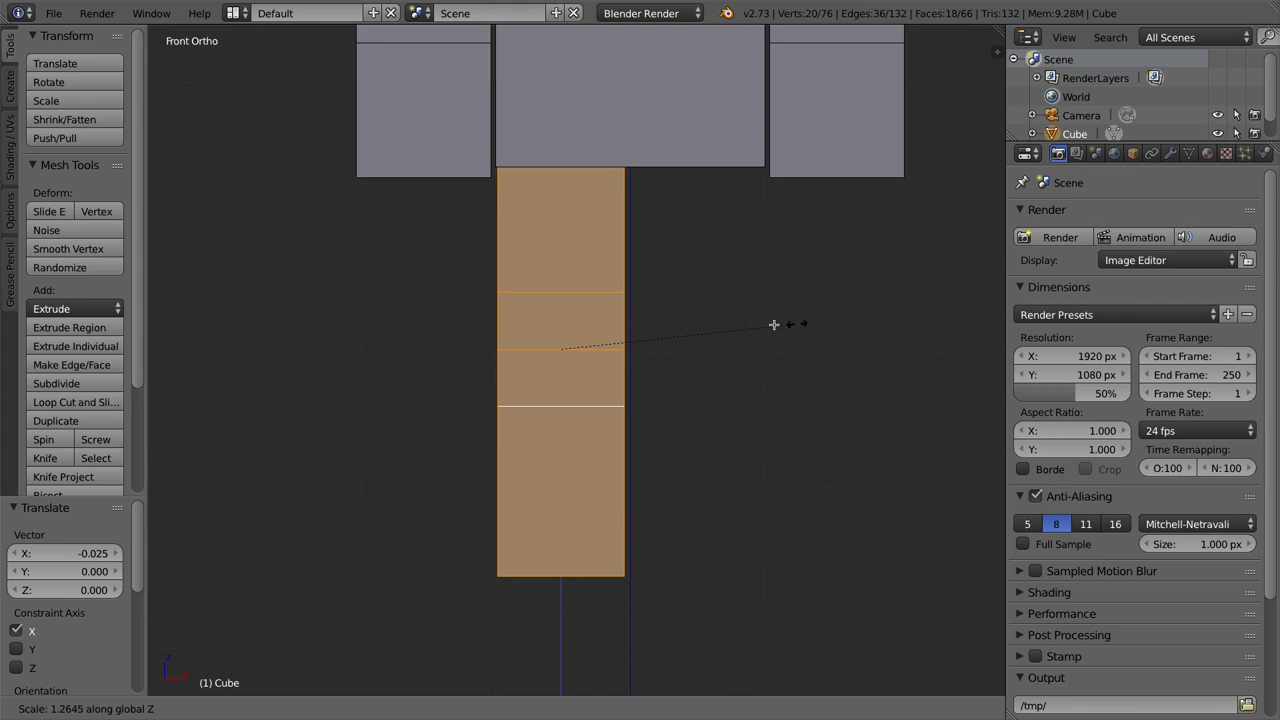 File Render Window Help Default Scene Blender Render v2.73 | Verts:20/76 | Edges:36/132 | Faces:18/66 | Tris:132 | Mem:9.28M | Cube
Tools
Create
Shading / UVs
Options
Grease Pencil
Transform
Translate
Rotate
Scale
Shrink/Fatten
Push/Pull
Mesh Tools
Deform:
Slide E Vertex
Noise
Smooth Vertex
Randomize
Add:
Extrude
Extrude Region
Extrude Individual
Make Edge/Face
Subdivide
Loop Cut and Sli...
Duplicate
Spin Screw
Knife Select
Knife Project
Translate
Vector
X: -0.025
Y: 0.000
Z: 0.000
Constraint Axis
X
Y
Z
Orientation
Scale: 1.2645 along global Z
Front Ortho
z
(1) Cube
View Search All Scenes
Scene
RenderLayers
World
Camera
Cube
Scene
Render
Render Animation Audio
Display: Image Editor
Dimensions
Render Presets
Resolution: Frame Range:
X: 1920 px Start Frame: 1
Y: 1080 px End Frame: 250
50% Frame Step: 1
Aspect Ratio: Frame Rate:
X: 1.000 24 fps
Y: 1.000 Time Remapping:
Borde Crop O:100 N:100
Anti-Aliasing
5 8 11 16 Mitchell-Netravali
Full Sample Size: 1.000 px
Sampled Motion Blur
Shading
Performance
Post Processing
Stamp
Output
/tmp/